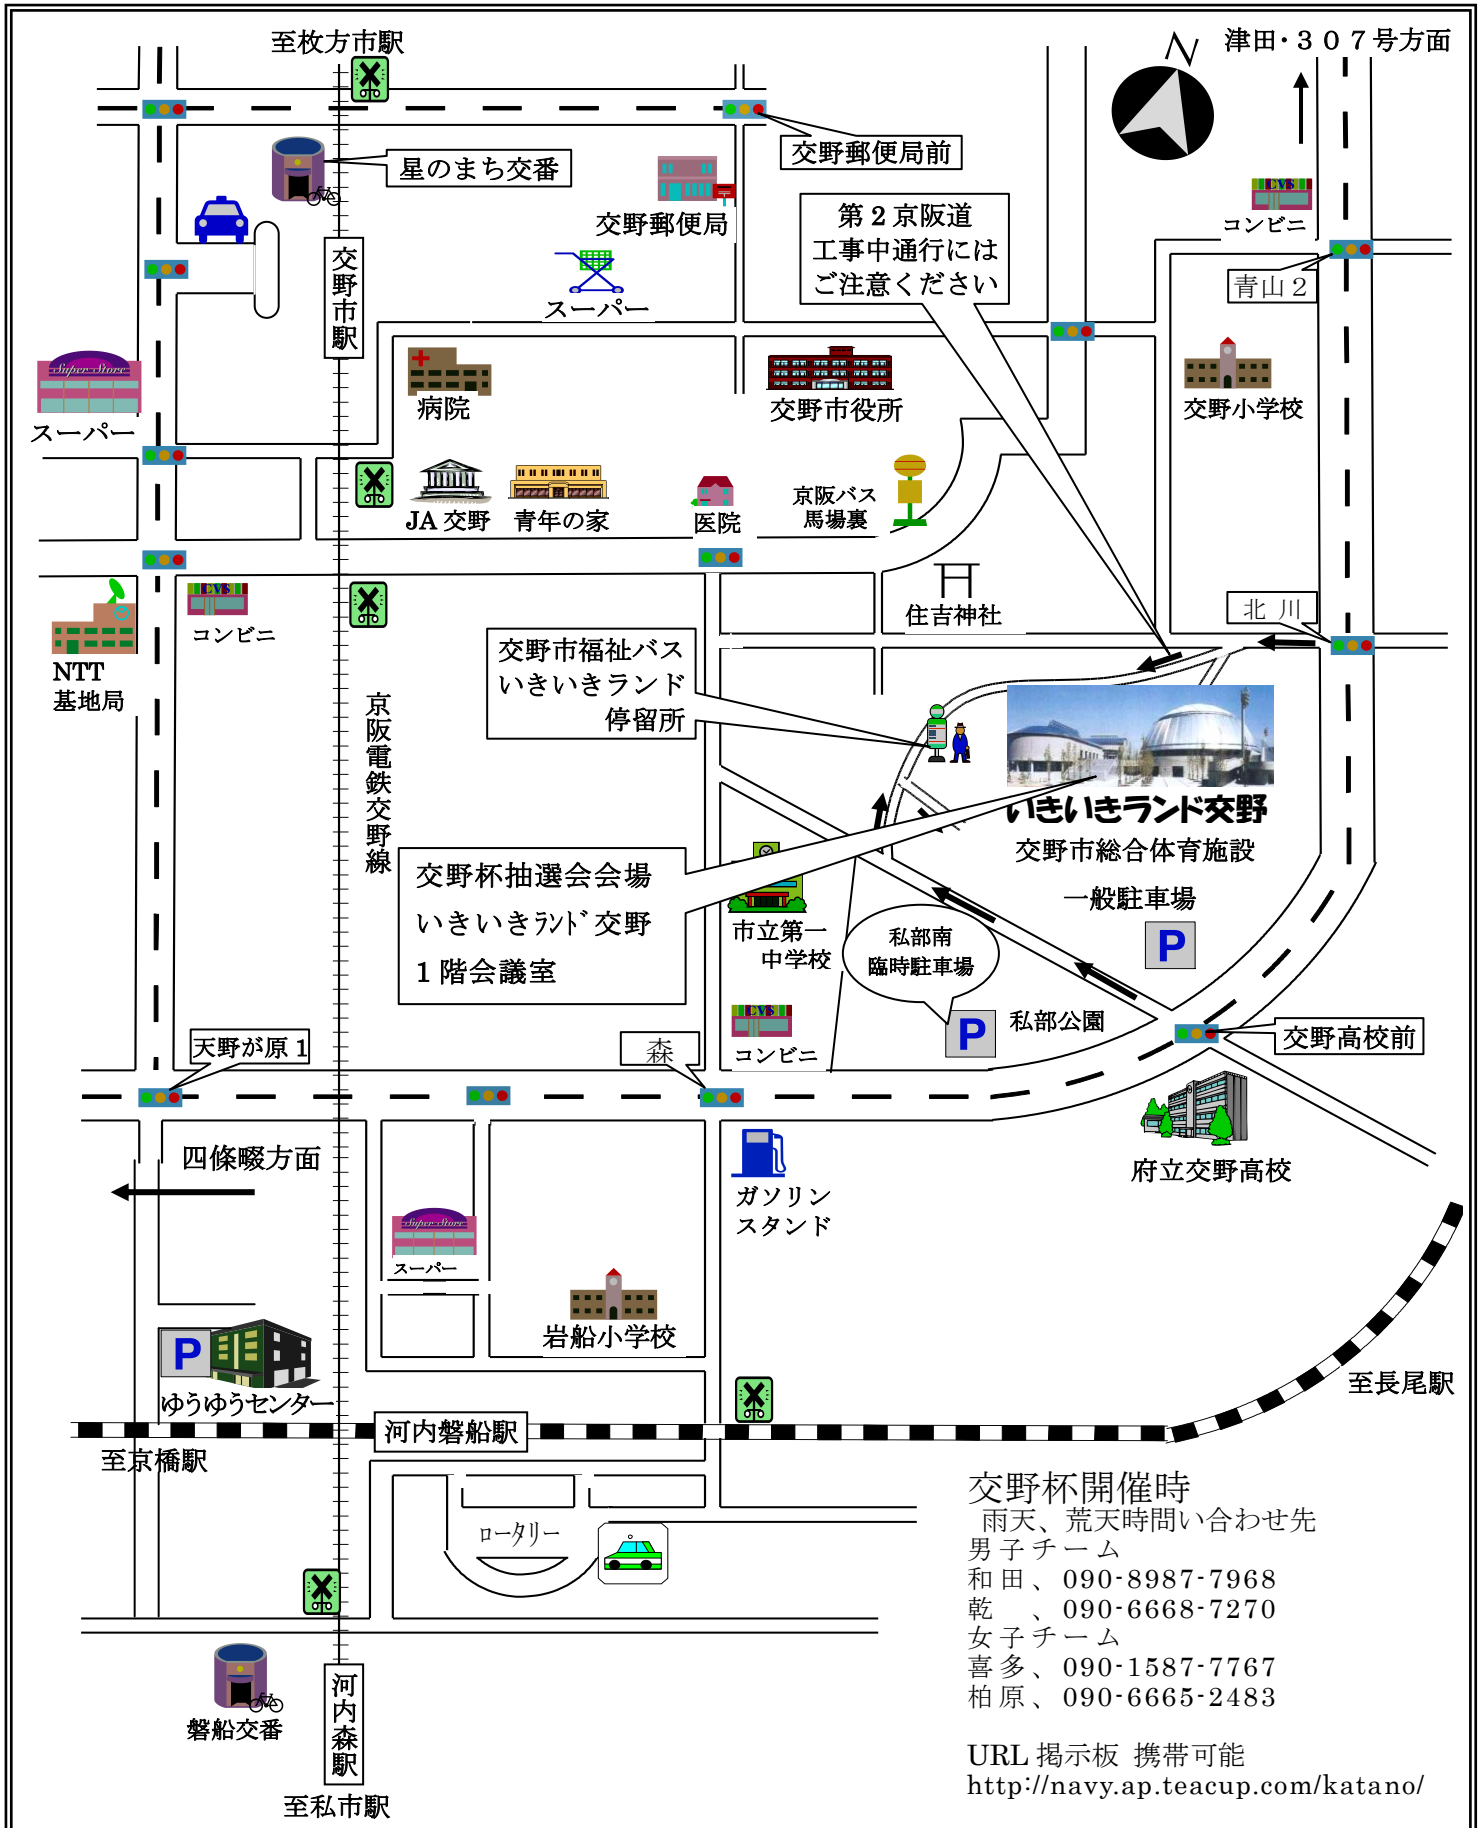 至枚方市駅
津田・３０７号方面
N
交野郵便局前
星のまち交番
交野郵便局
第２京阪道
工事中通行には
ご注意ください
CVS
コンビニ
青山２
交野市駅
スーパー
Super Store
スーパー
病院
交野市役所
交野小学校
JA 交野
青年の家
医院
京阪バス
馬場裏
CVS
コンビニ
NTT
基地局
住吉神社
北 川
交野市福祉バス
いきいきランド
停留所
京阪電鉄交野線
いきいきランド交野
交野市総合体育施設
交野杯抽選会会場
いきいきﾗﾝﾄﾞ交野
１階会議室
一般駐車場
P
市立第一
中学校
私部南
臨時駐車場
P
私部公園
CVS
コンビニ
天野が原１
森
交野高校前
四條畷方面
ガソリン
スタンド
府立交野高校
Super Store
スーパー
岩船小学校
P
ゆうゆうセンター
至長尾駅
河内磐船駅
至京橋駅
ロータリー
磐船交番
河内森駅
至私市駅
交野杯開催時
雨天、荒天時問い合わせ先
男子チーム
和田、090-8987-7968
乾　、090-6668-7270
女子チーム
喜多、090-1587-7767
柏原、090-6665-2483
URL 掲示板 携帯可能
http://navy.ap.teacup.com/katano/